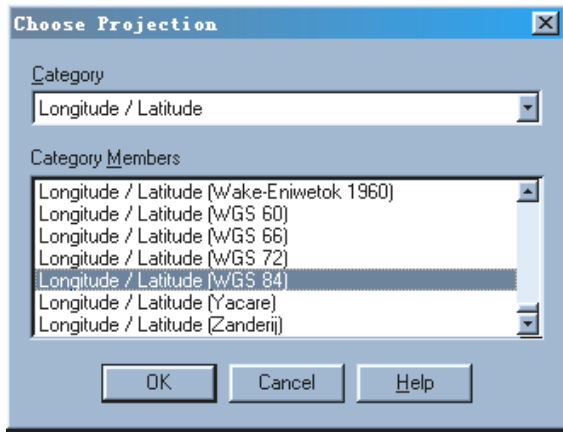 Choose Projection
Category
Longitude / Latitude
Category Members
Longitude / Latitude (Wake-Eniwetok 1960)
Longitude / Latitude (WGS 60)
Longitude / Latitude (WGS 66)
Longitude / Latitude (WGS 72)
Longitude / Latitude (WGS 84)
Longitude / Latitude (Yacare)
Longitude / Latitude (Zanderij)
OK Cancel Help